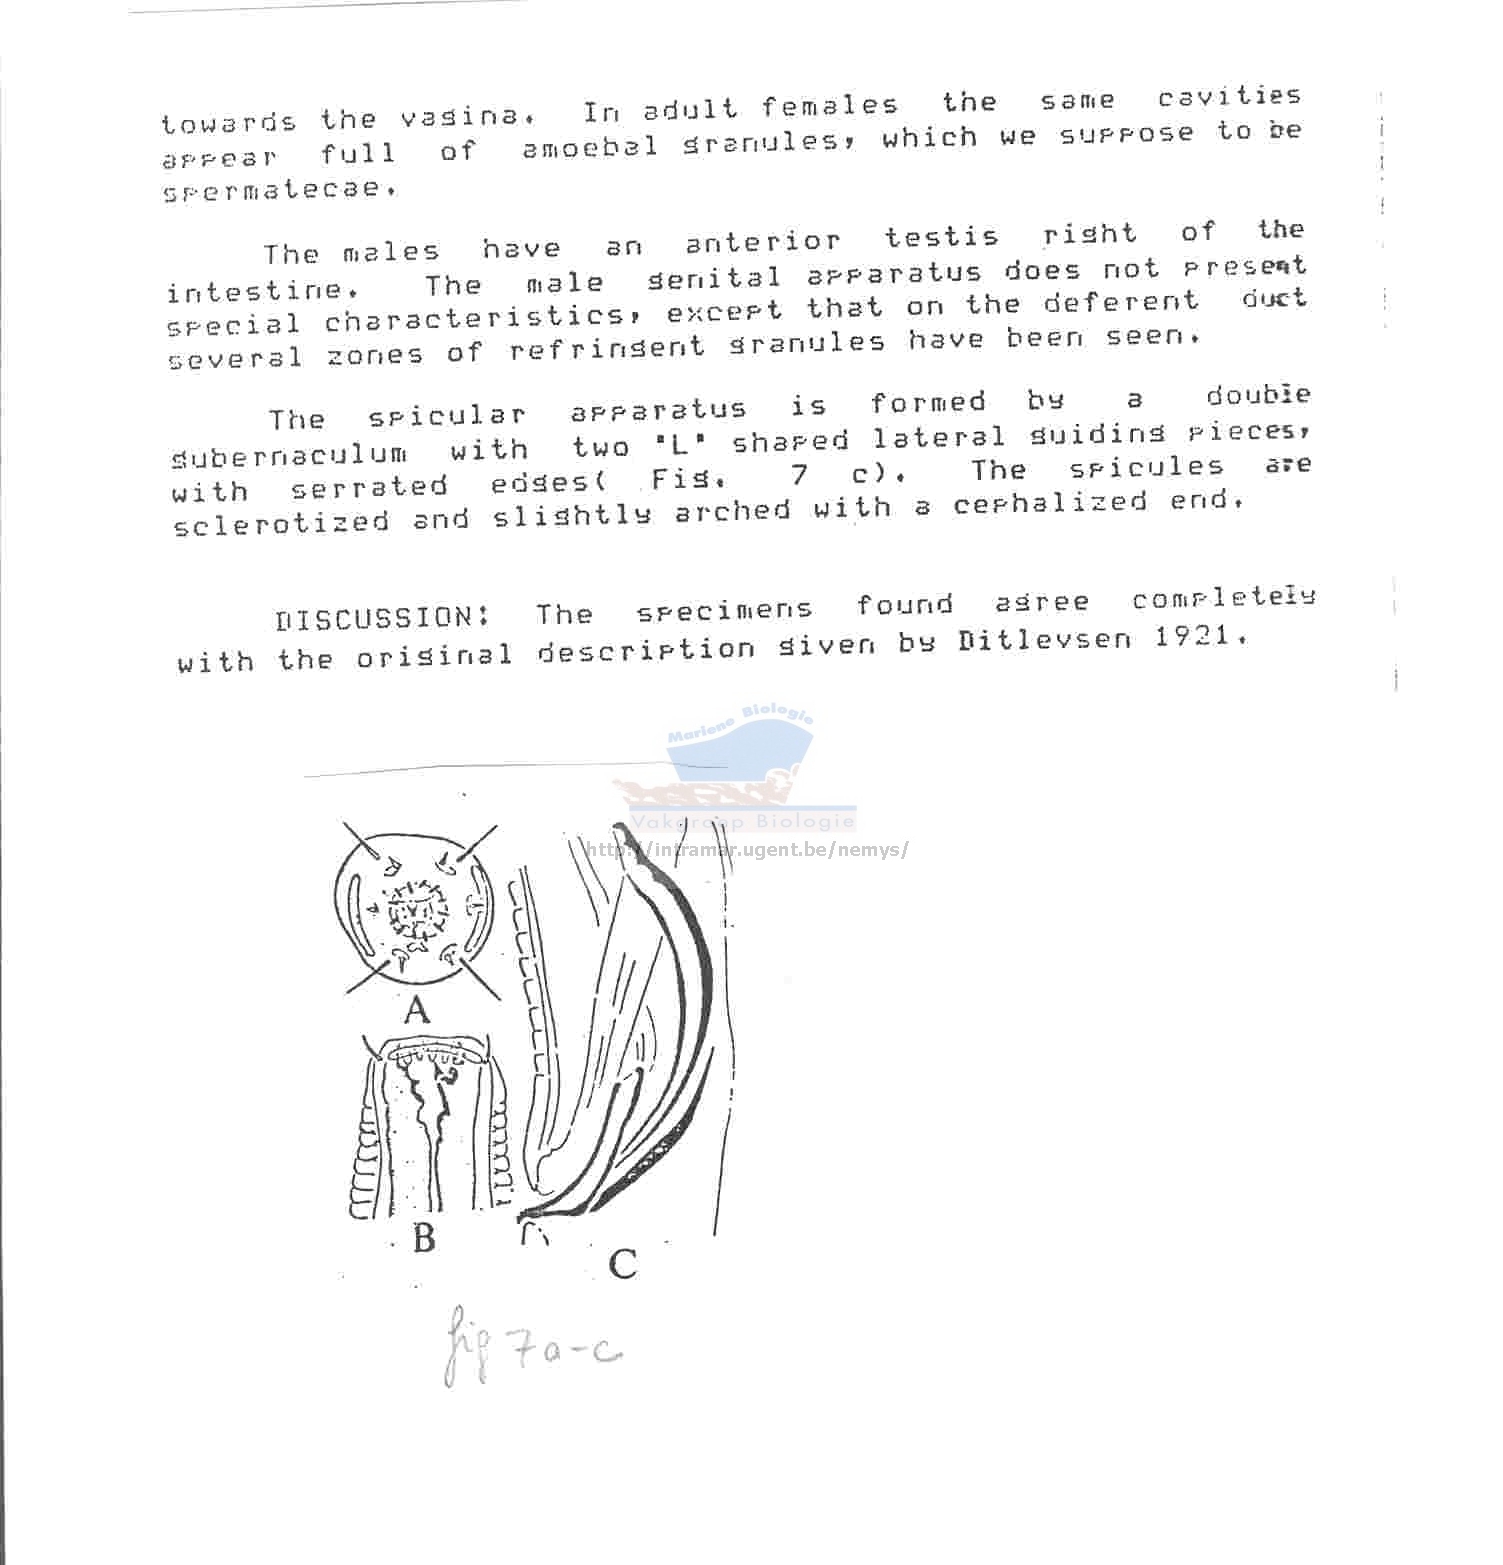 towards the vagina. In adult females the same cavities
appear full of amoebal granules, which we suppose to be
spermatecae.
The males have an anterior testis right of the
intestine. The male genital apparatus does not present
special characteristics, except that on the deferent duct
several zones of refringent granules have been seen.
The spicular apparatus is formed by a double
gubernaculum with two "L" shaped lateral guiding pieces,
with serrated edges( Fig. 7 c). The spicules are
sclerotized and slightly arched with a cephalized end.
DISCUSSION: The specimens found agree completely
with the original description given by Ditlevsen 1921.
Mariene Biologie
Vakgroep Biologie
http://intramar.ugent.be/nemys/
A
B
C
fig 7a-c